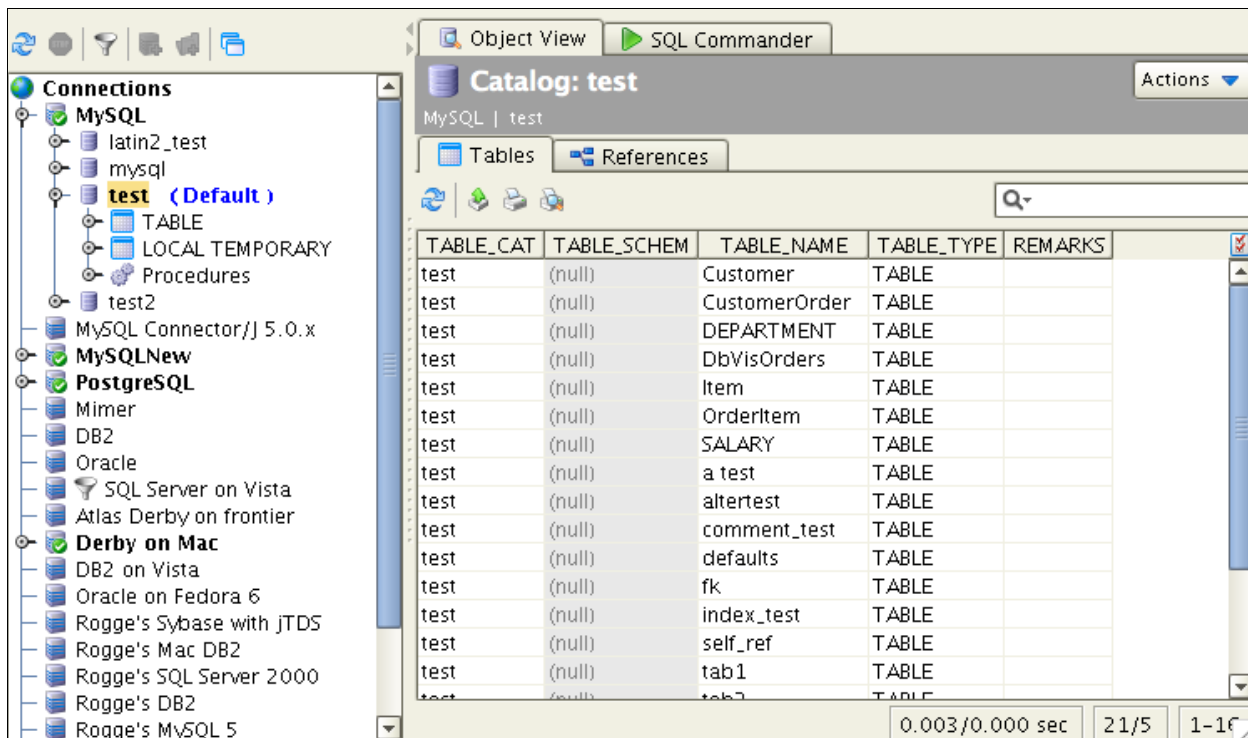 Connections
MySQL
latin2_test
mysql
test (Default)
TABLE
LOCAL TEMPORARY
Procedures
test2
MySQL Connector/J 5.0.x
MySQLNew
PostgreSQL
Mimer
DB2
Oracle
SQL Server on Vista
Atlas Derby on frontier
Derby on Mac
DB2 on Vista
Oracle on Fedora 6
Rogge's Sybase with jTDS
Rogge's Mac DB2
Rogge's SQL Server 2000
Rogge's DB2
Rogge's MySQL 5
Object View SQL Commander
Catalog: test Actions
MySQL | test
Tables References
TABLE_CAT TABLE_SCHEM TABLE_NAME TABLE_TYPE REMARKS
test (null) Customer TABLE
test (null) CustomerOrder TABLE
test (null) DEPARTMENT TABLE
test (null) DbVisOrders TABLE
test (null) Item TABLE
test (null) OrderItem TABLE
test (null) SALARY TABLE
test (null) a test TABLE
test (null) altertest TABLE
test (null) comment_test TABLE
test (null) defaults TABLE
test (null) fk TABLE
test (null) index_test TABLE
test (null) self_ref TABLE
test (null) tab1 TABLE
test (null) tab2 TABLE
0.003/0.000 sec 21/5